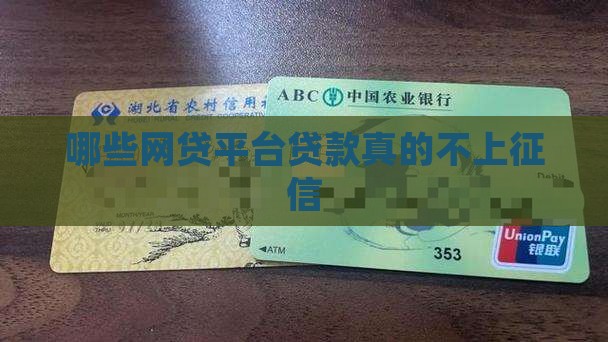 湖北省农村信用
ABC 中国农业银行
哪些网贷平台贷款真的不上征
信
Debit
ATM
353
UnionPay
银联